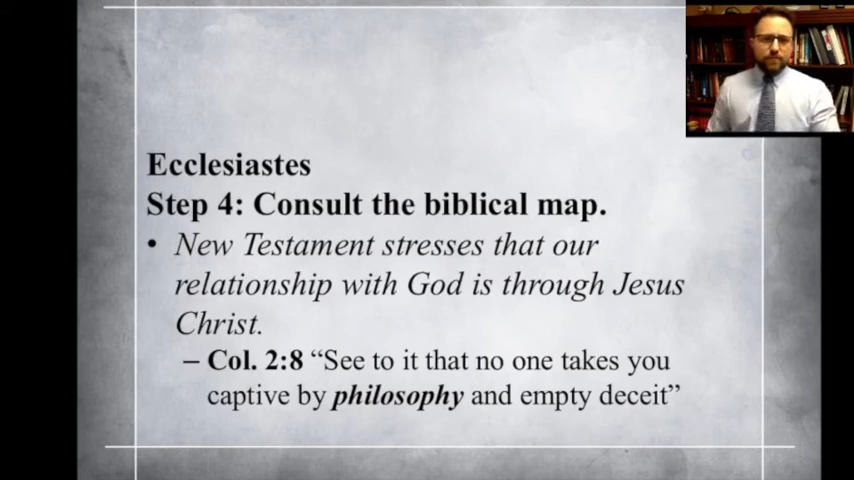 Ecclesiastes
Step 4: Consult the biblical map.
• New Testament stresses that our
relationship with God is through Jesus
Christ.
– Col. 2:8 “See to it that no one takes you
captive by philosophy and empty deceit”